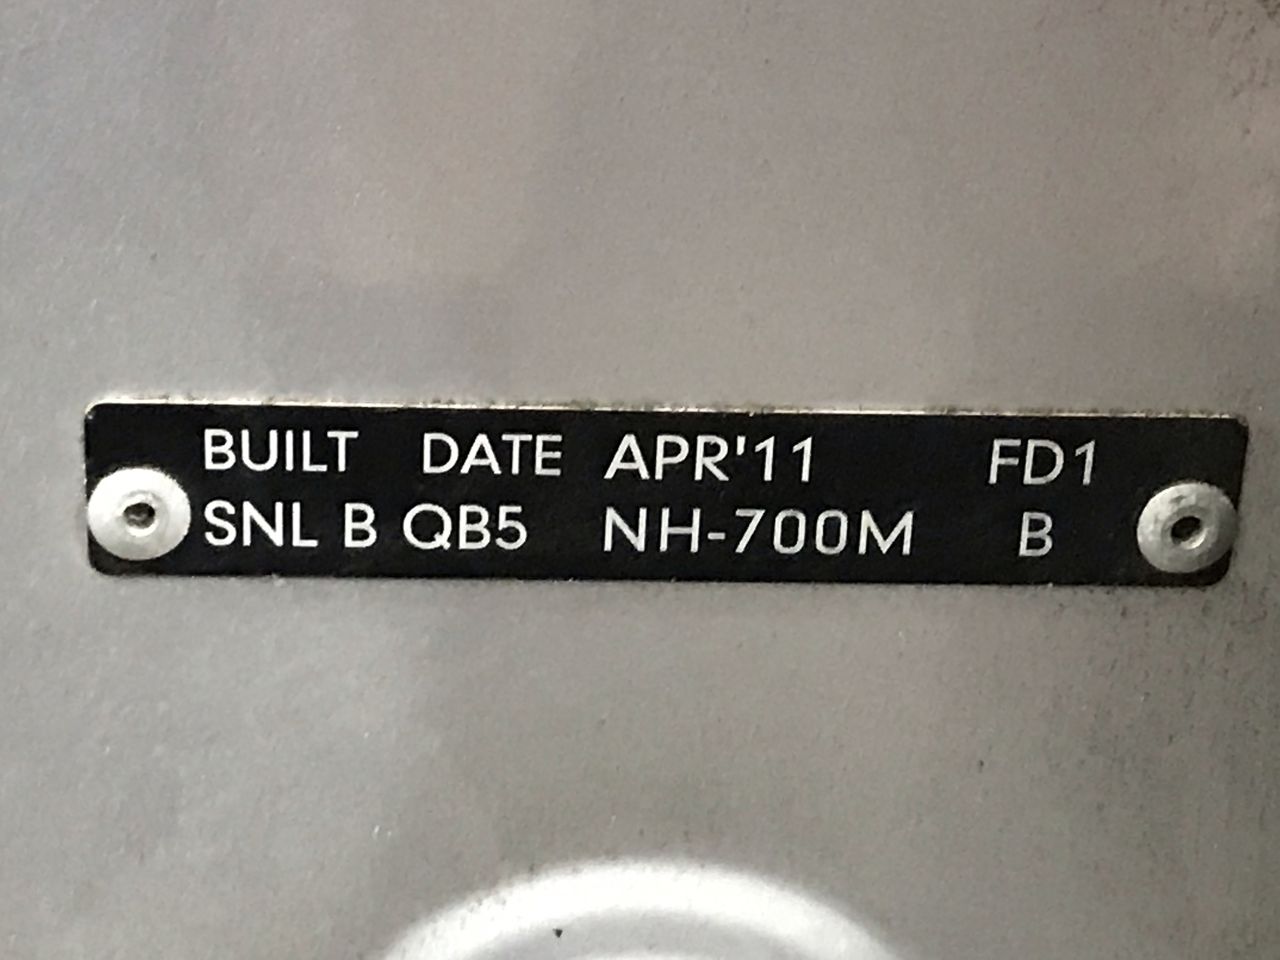 BUILT DATE APR'11 FD1
SNL B QB5 NH-700M B